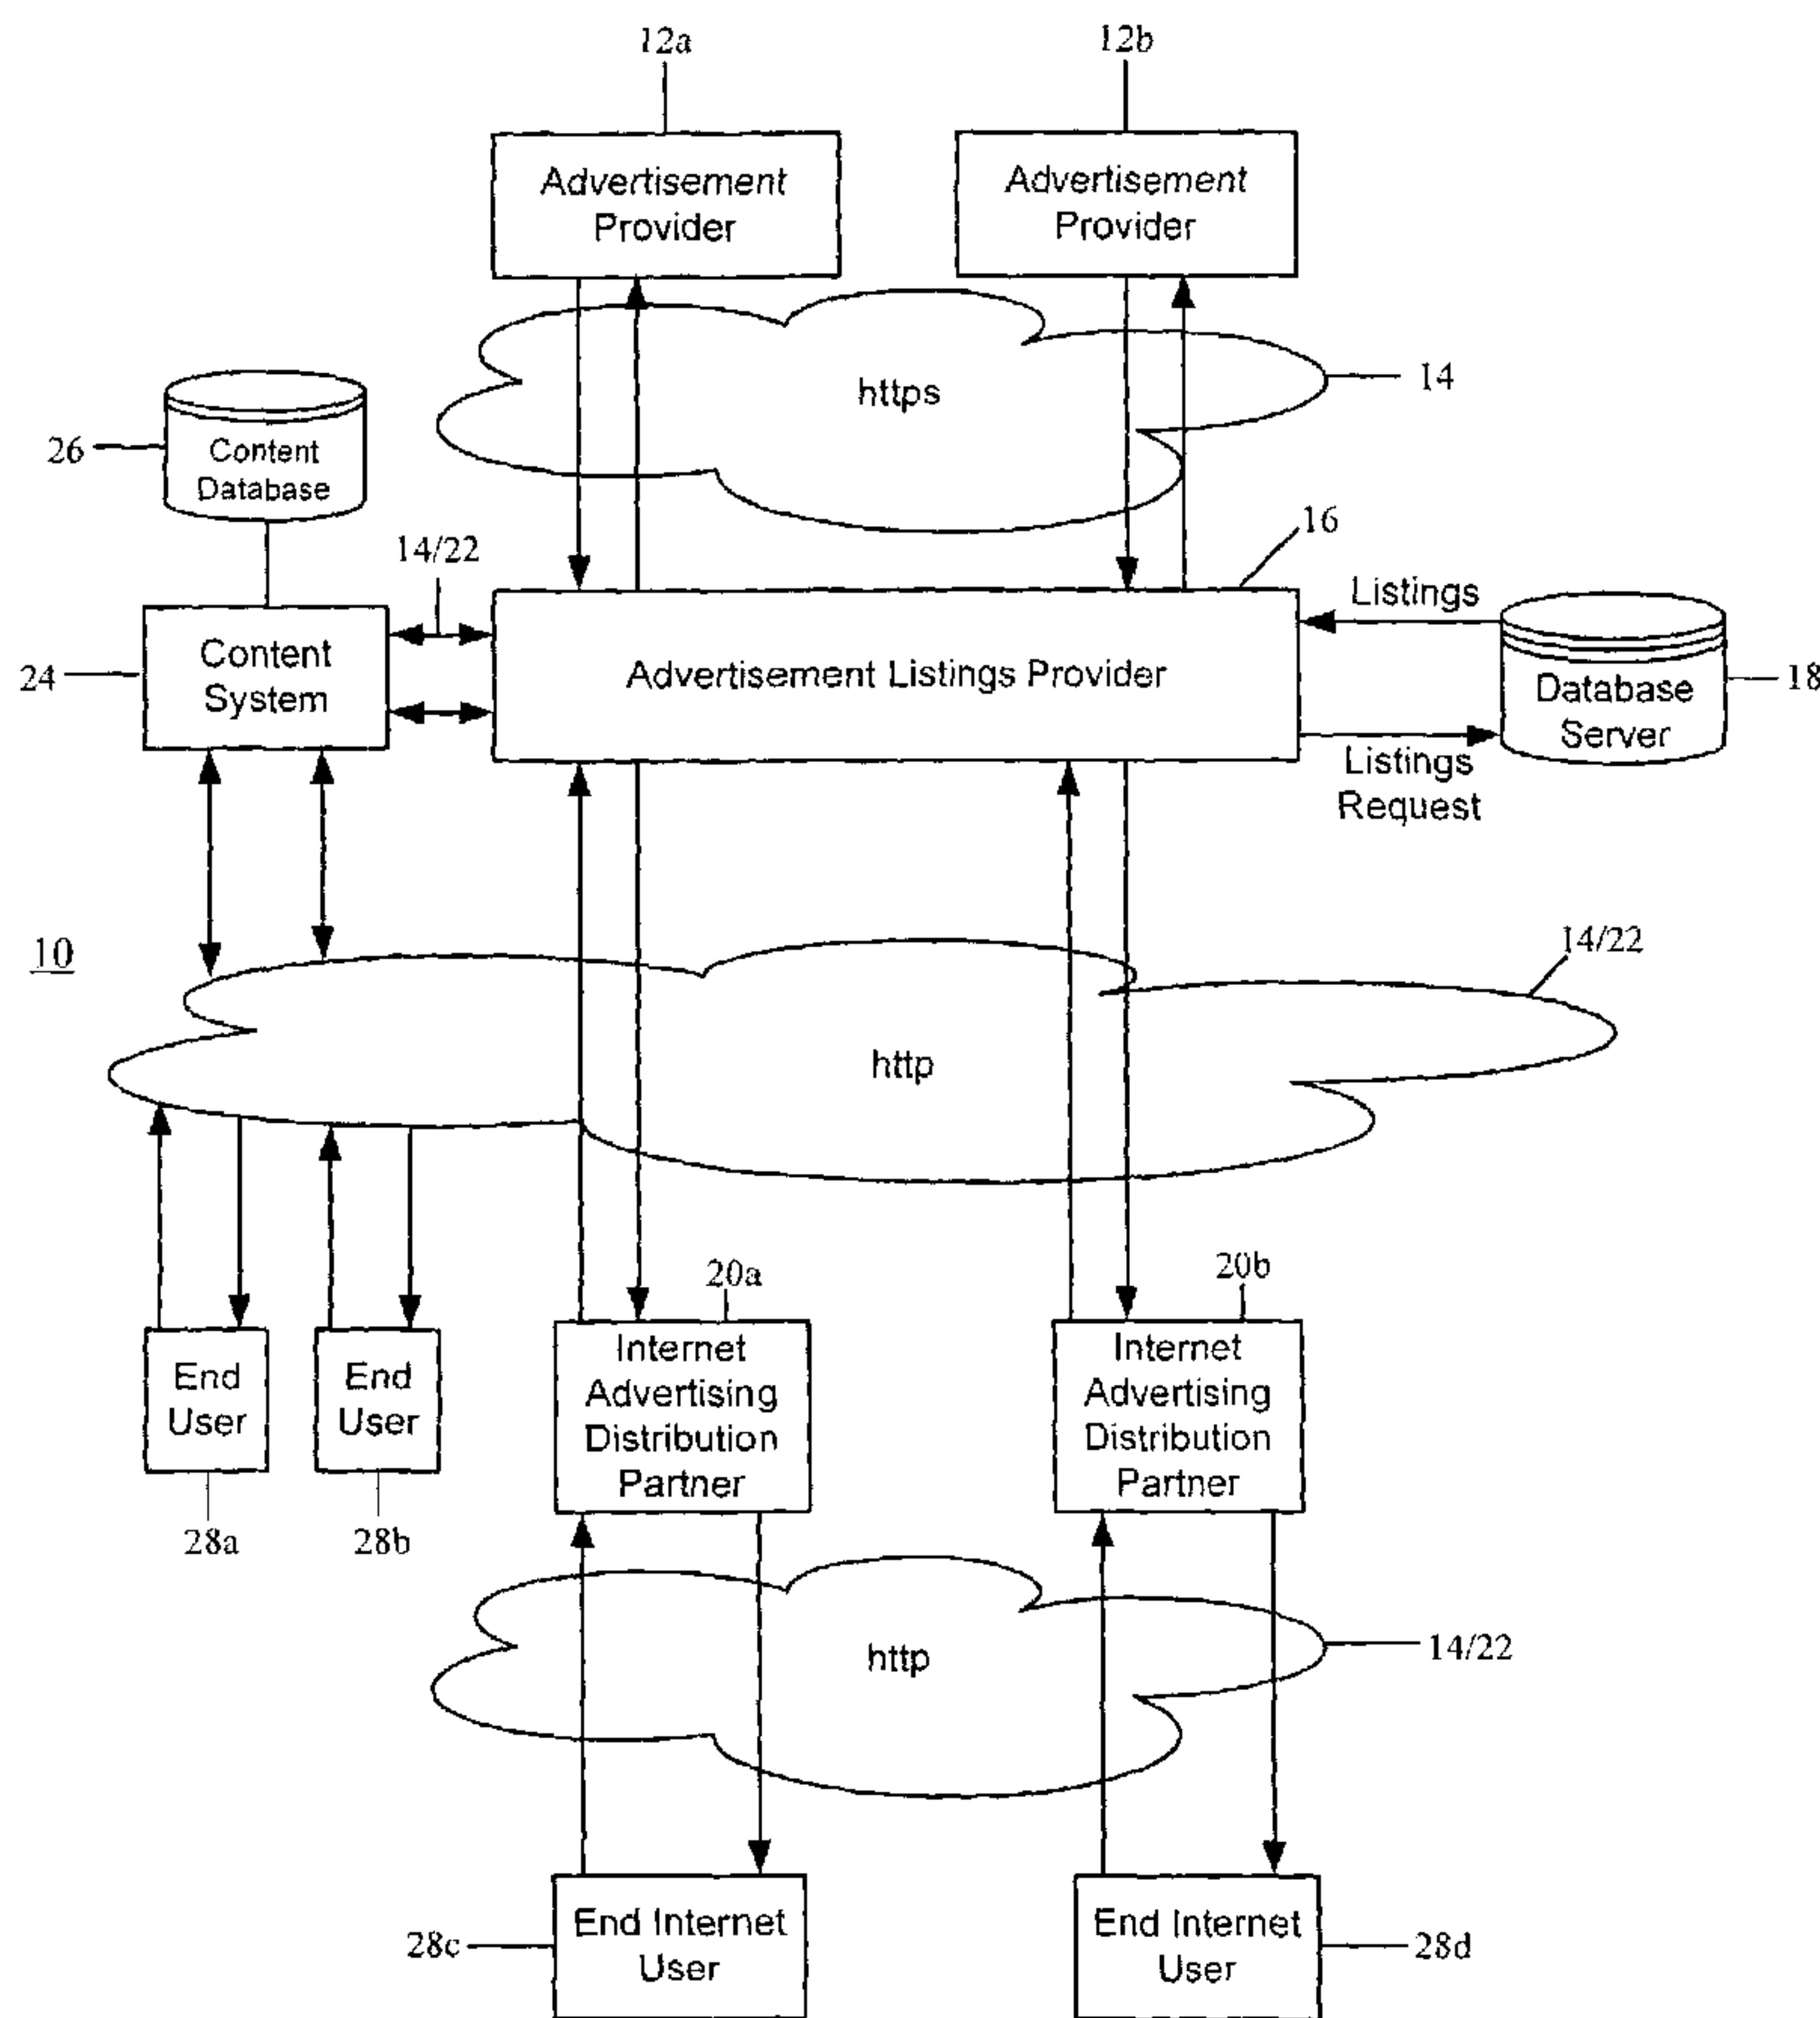 12a
12b
Advertisement
Provider
Advertisement
Provider
https
14
26
Content
Database
14/22
16
Listings
24
Content
System
Advertisement Listings Provider
Database
Server
18
Listings
Request
10
14/22
http
20a
20b
End
User
End
User
Internet
Advertising
Distribution
Partner
Internet
Advertising
Distribution
Partner
28a
28b
http
14/22
28c
End Internet
User
End Internet
User
28d